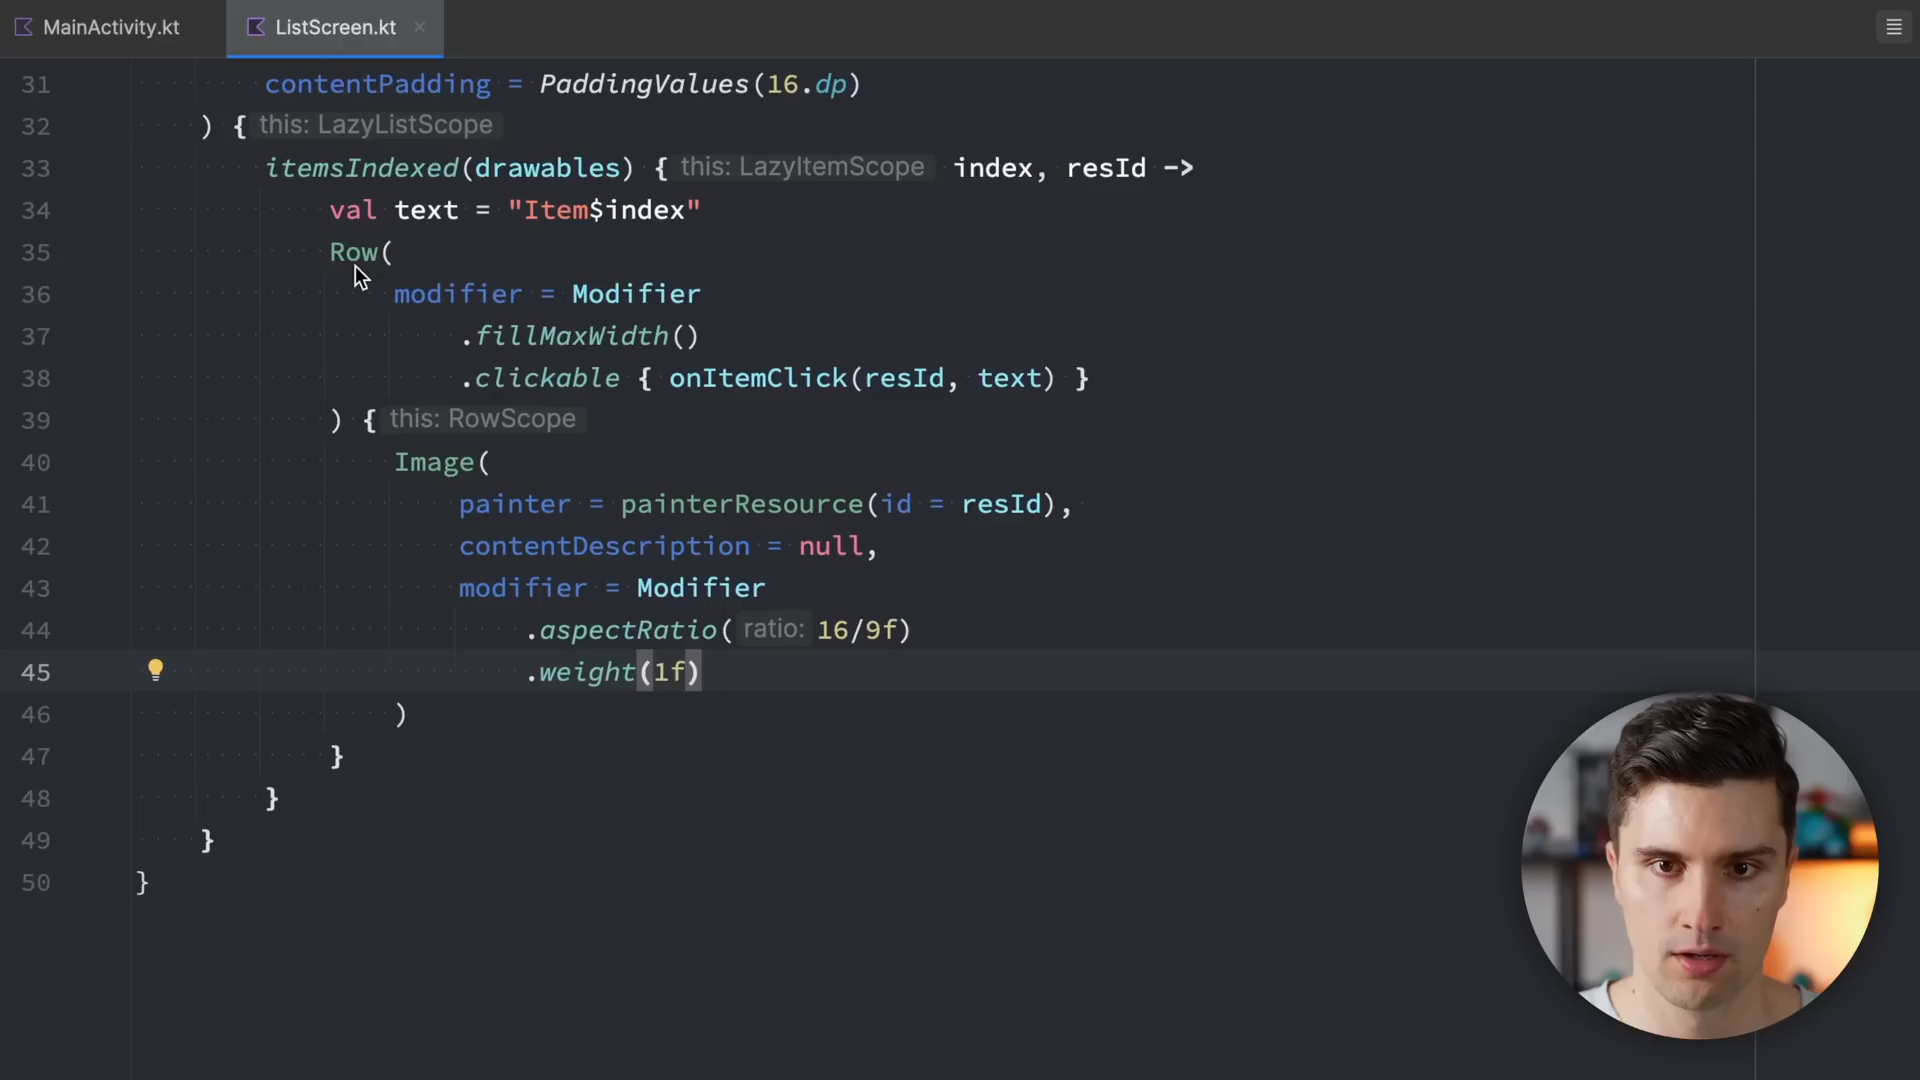 MainActivity.kt
ListScreen.kt
31 contentPadding = PaddingValues(16.dp)
32 ) { this: LazyListScope
33 itemsIndexed(drawables) { this: LazyItemScope index, resId ->
34 val text = "Item$index"
35 Row(
36 modifier = Modifier
37 .fillMaxWidth()
38 .clickable { onItemClick(resId, text) }
39 ) { this: RowScope
40 Image(
41 painter = painterResource(id = resId),
42 contentDescription = null,
43 modifier = Modifier
44 .aspectRatio( ratio: 16/9f)
45 .weight(1f)
46 )
47 }
48 }
49 }
50 }